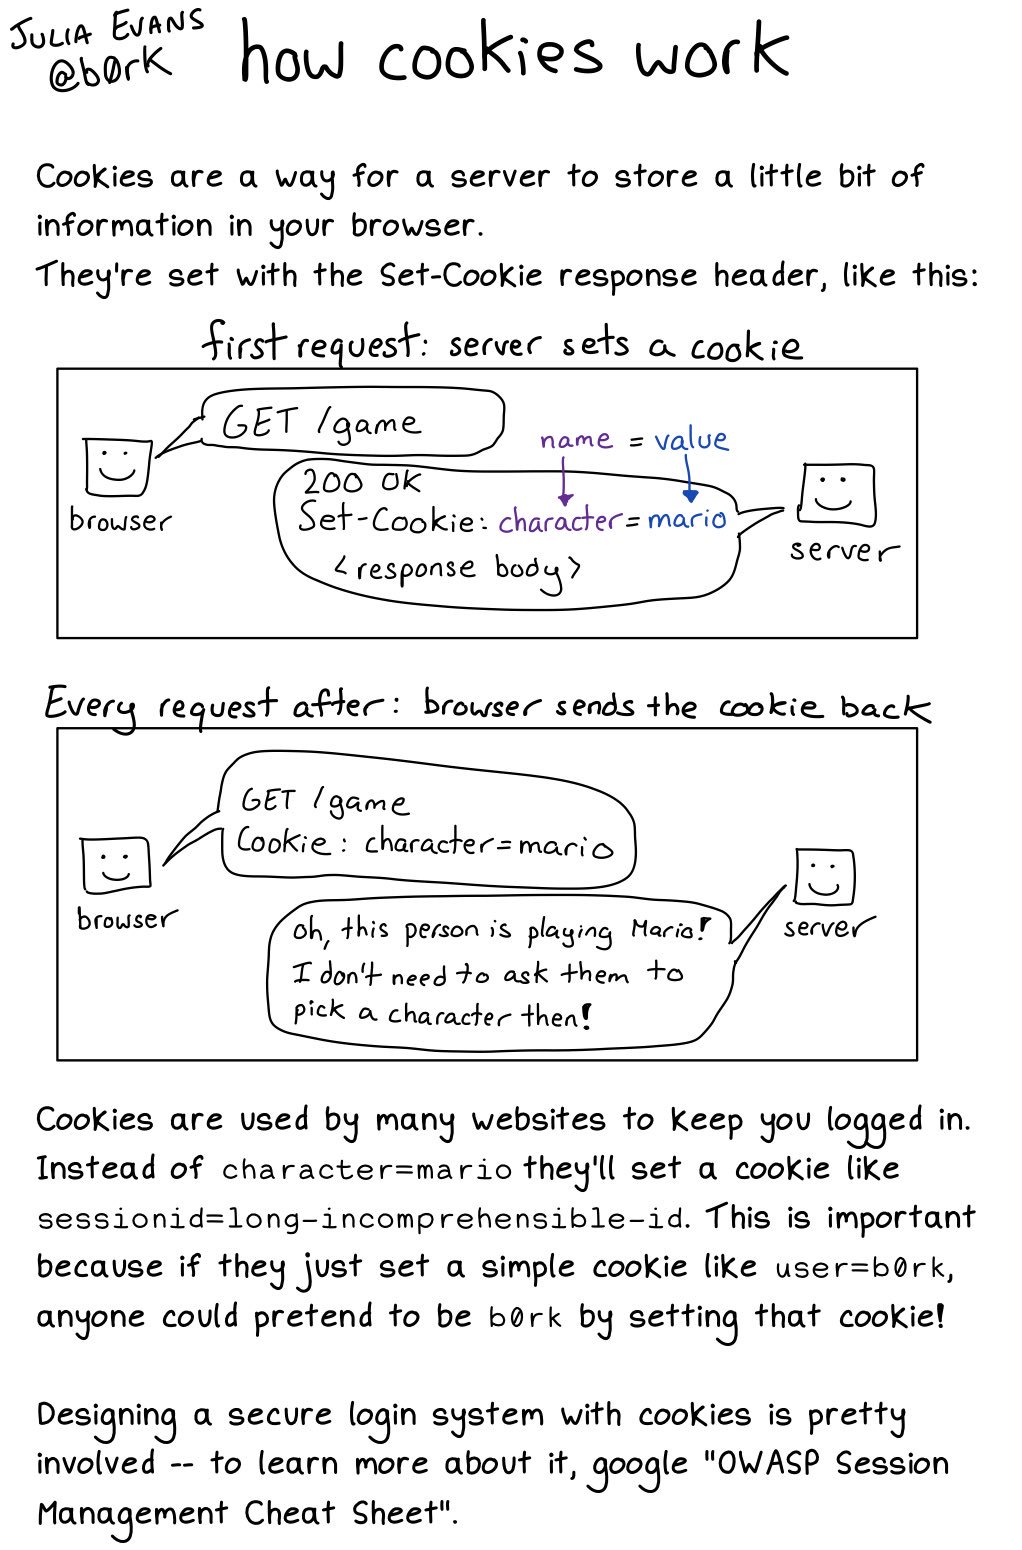 JULIA EVANS
@b0rk
how cookies work
Cookies are a way for a server to store a little bit of
information in your browser.
They're set with the Set-Cookie response header, like this:
first request: server sets a cookie
GET /game
browser
name = value
200 OK
Set-Cookie: character=mario
<response body>
server
Every request after: browser sends the cookie back
GET /game
Cookie: character=mario
browser
oh, this person is playing Mario!
I don't need to ask them to
pick a character then!
server
Cookies are used by many websites to keep you logged in.
Instead of character=mario they'll set a cookie like
sessionid=long-incomprehensible-id. This is important
because if they just set a simple cookie like user=b0rk,
anyone could pretend to be b0rk by setting that cookie!
Designing a secure login system with cookies is pretty
involved -- to learn more about it, google "OWASP Session
Management Cheat Sheet".